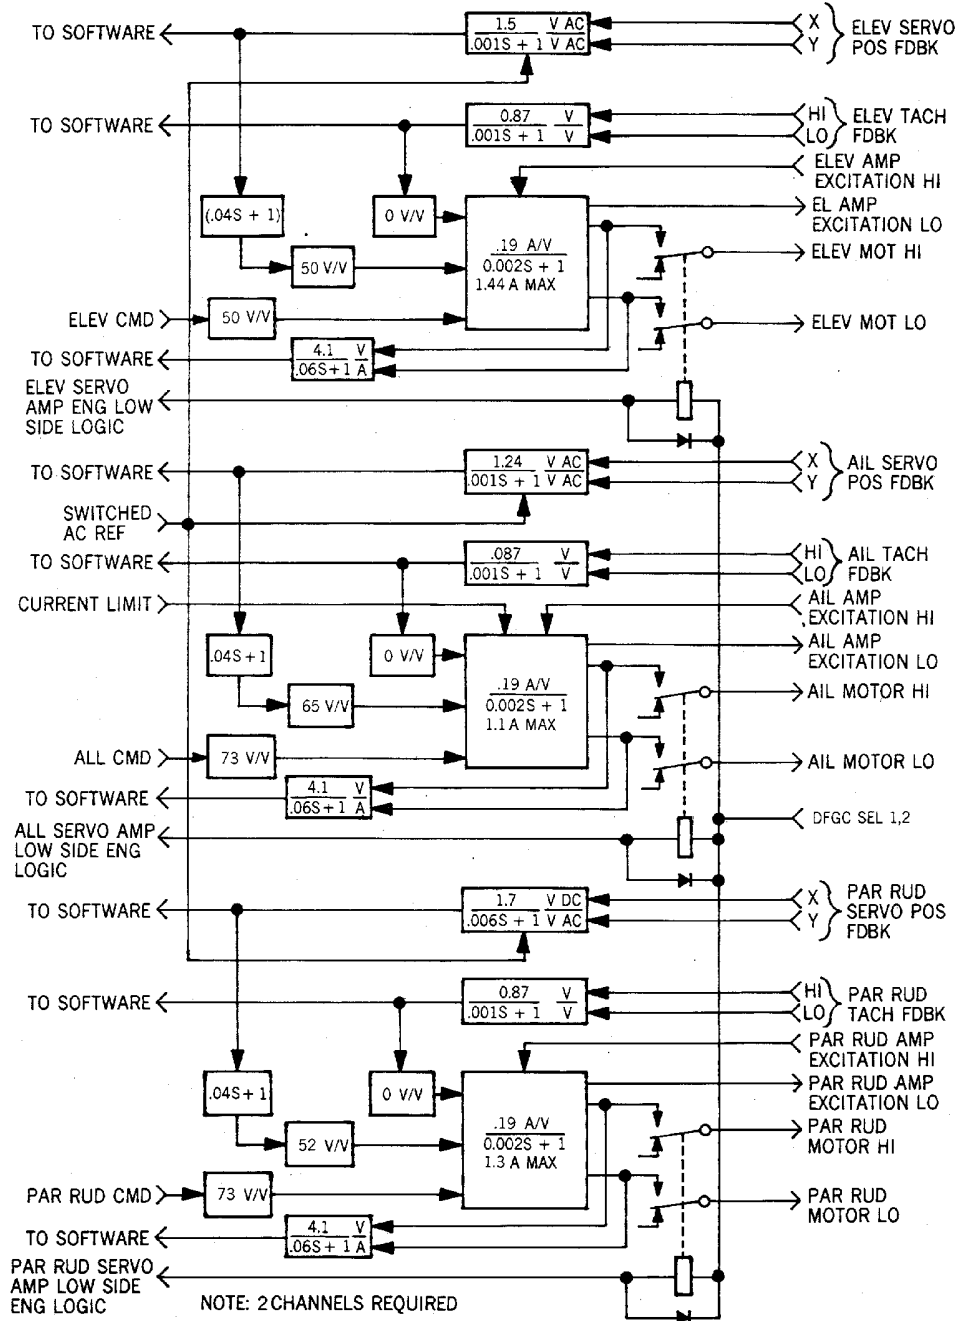 TO SOFTWARE
1.5 V AC
.001S + 1 V AC
X
Y
ELEV SERVO
POS FDBK
TO SOFTWARE
0.87 V
.001S + 1 V
HI
LO
ELEV TACH
FDBK
ELEV AMP
EXCITATION HI
(.04S + 1)
0 V/V
EL AMP
EXCITATION LO
.19 A/V
0.002S + 1
1.44 A MAX
50 V/V
ELEV MOT HI
ELEV CMD
50 V/V
ELEV MOT LO
TO SOFTWARE
4.1 V
.06S+1 A
ELEV SERVO
AMP ENG LOW
SIDE LOGIC
TO SOFTWARE
1.24 V AC
.001S + 1 V AC
X
Y
AIL SERVO
POS FDBK
SWITCHED
AC REF
TO SOFTWARE
.087 V
.001S + 1 V
HI
LO
AIL TACH
FDBK
CURRENT LIMIT
AIL AMP
EXCITATION HI
.04S+1
0 V/V
AIL AMP
EXCITATION LO
.19 A/V
0.002S + 1
1.1A MAX
65 V/V
AIL MOTOR HI
ALL CMD
73 V/V
AIL MOTOR LO
TO SOFTWARE
4.1 V
.06S+1 A
DFGC SEL 1,2
ALL SERVO AMP
LOW SIDE ENG
LOGIC
TO SOFTWARE
1.7 V DC
.006S + 1 V AC
X
Y
PAR RUD
SERVO POS
FDBK
TO SOFTWARE
0.87 V
.001S + 1 V
HI
LO
PAR RUD
TACH FDBK
PAR RUD AMP
EXCITATION HI
.04S+1
0 V/V
PAR RUD AMP
EXCITATION LO
.19 A/V
0.002S + 1
1.3 A MAX
52 V/V
PAR RUD
MOTOR HI
PAR RUD CMD
73 V/V
PAR RUD
MOTOR LO
TO SOFTWARE
4.1 V
.06S+1 A
PAR RUD SERVO
AMP LOW SIDE
ENG LOGIC
NOTE: 2 CHANNELS REQUIRED